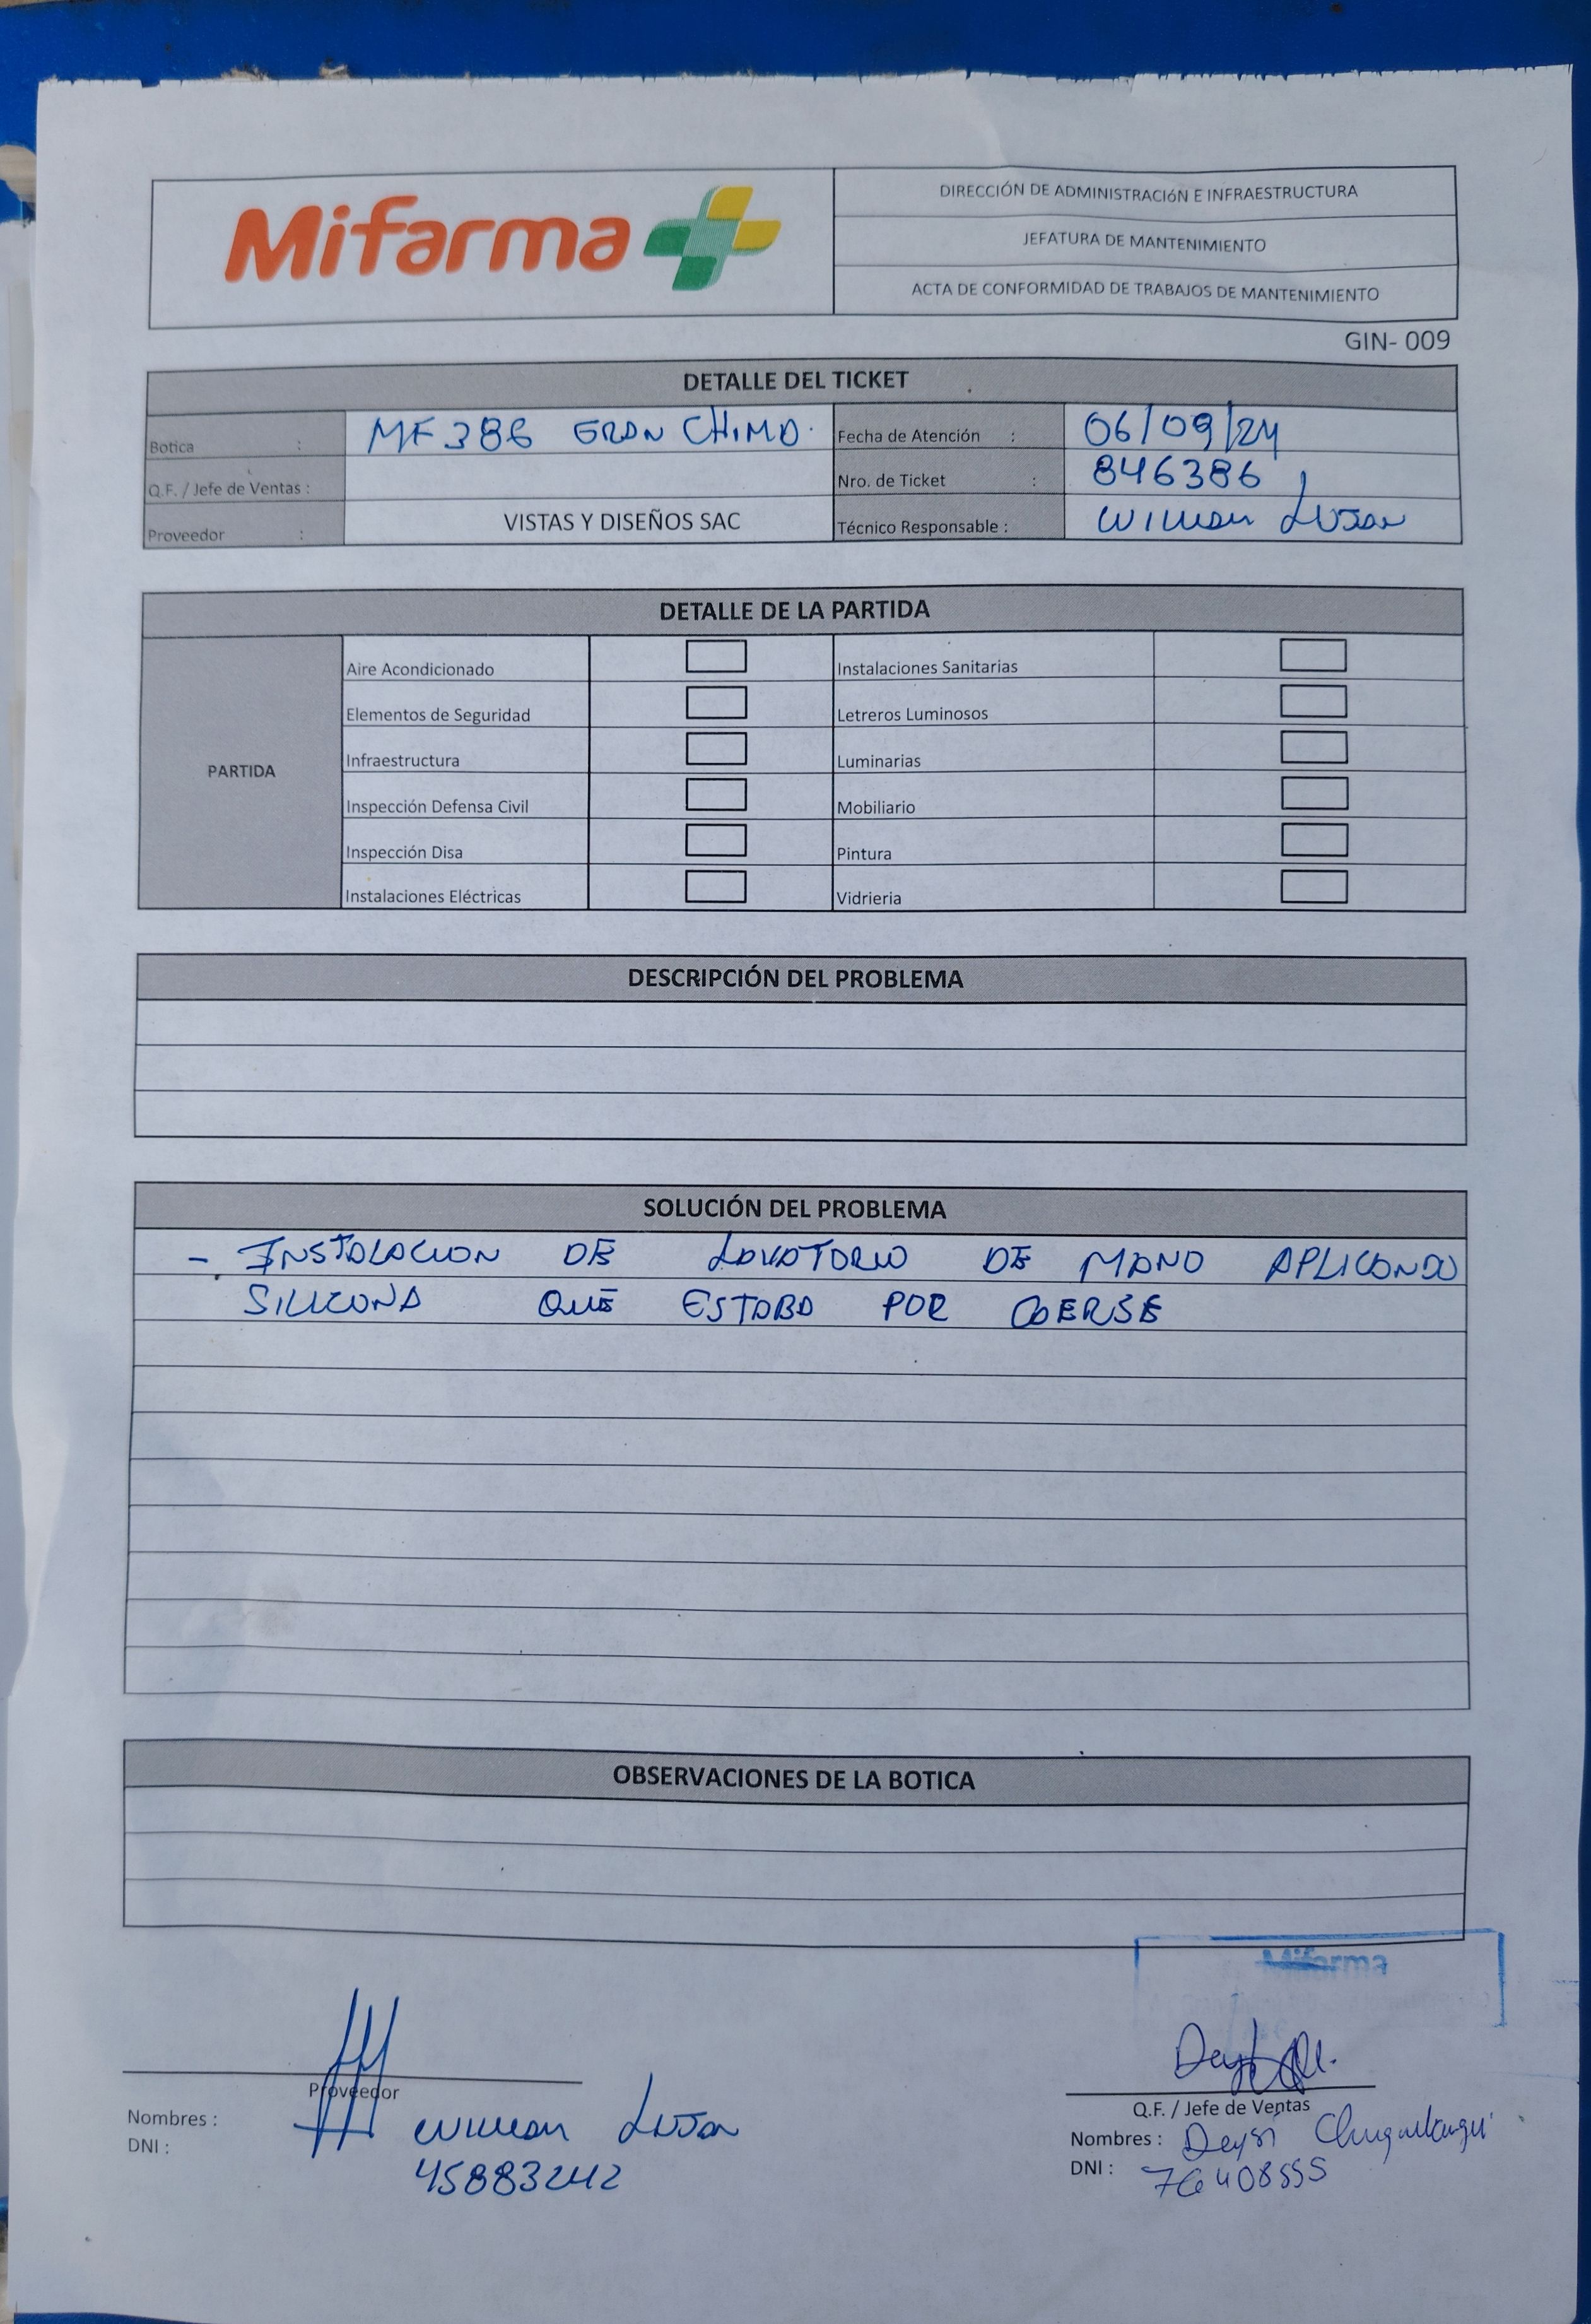 Mifarma
DIRECCIÓN DE ADMINISTRACIÓN E INFRAESTRUCTURA
JEFATURA DE MANTENIMIENTO
ACTA DE CONFORMIDAD DE TRABAJOS DE MANTENIMIENTO
GIN- 009
DETALLE DEL TICKET
Botica : MF 386 GRAN CHIMO. Fecha de Atención : 06/09/24
Q.F. / Jefe de Ventas : Nro. de Ticket : 846386
Proveedor : VISTAS Y DISEÑOS SAC Técnico Responsable : William Lujan
DETALLE DE LA PARTIDA
PARTIDA
Aire Acondicionado Instalaciones Sanitarias
Elementos de Seguridad Letreros Luminosos
Infraestructura Luminarias
Inspección Defensa Civil Mobiliario
Inspección Disa Pintura
Instalaciones Eléctricas Vidrieria
DESCRIPCIÓN DEL PROBLEMA
SOLUCIÓN DEL PROBLEMA
- INSTALACION DE LAVATORIO DE MANO APLICANDO
SILICONA QUE ESTABA POR CAERSE
OBSERVACIONES DE LA BOTICA
Mifarma
Proveedor
Nombres : William Lujan
DNI : 45883242
Q.F. / Jefe de Ventas
Nombres : Deysi
DNI : 76408555